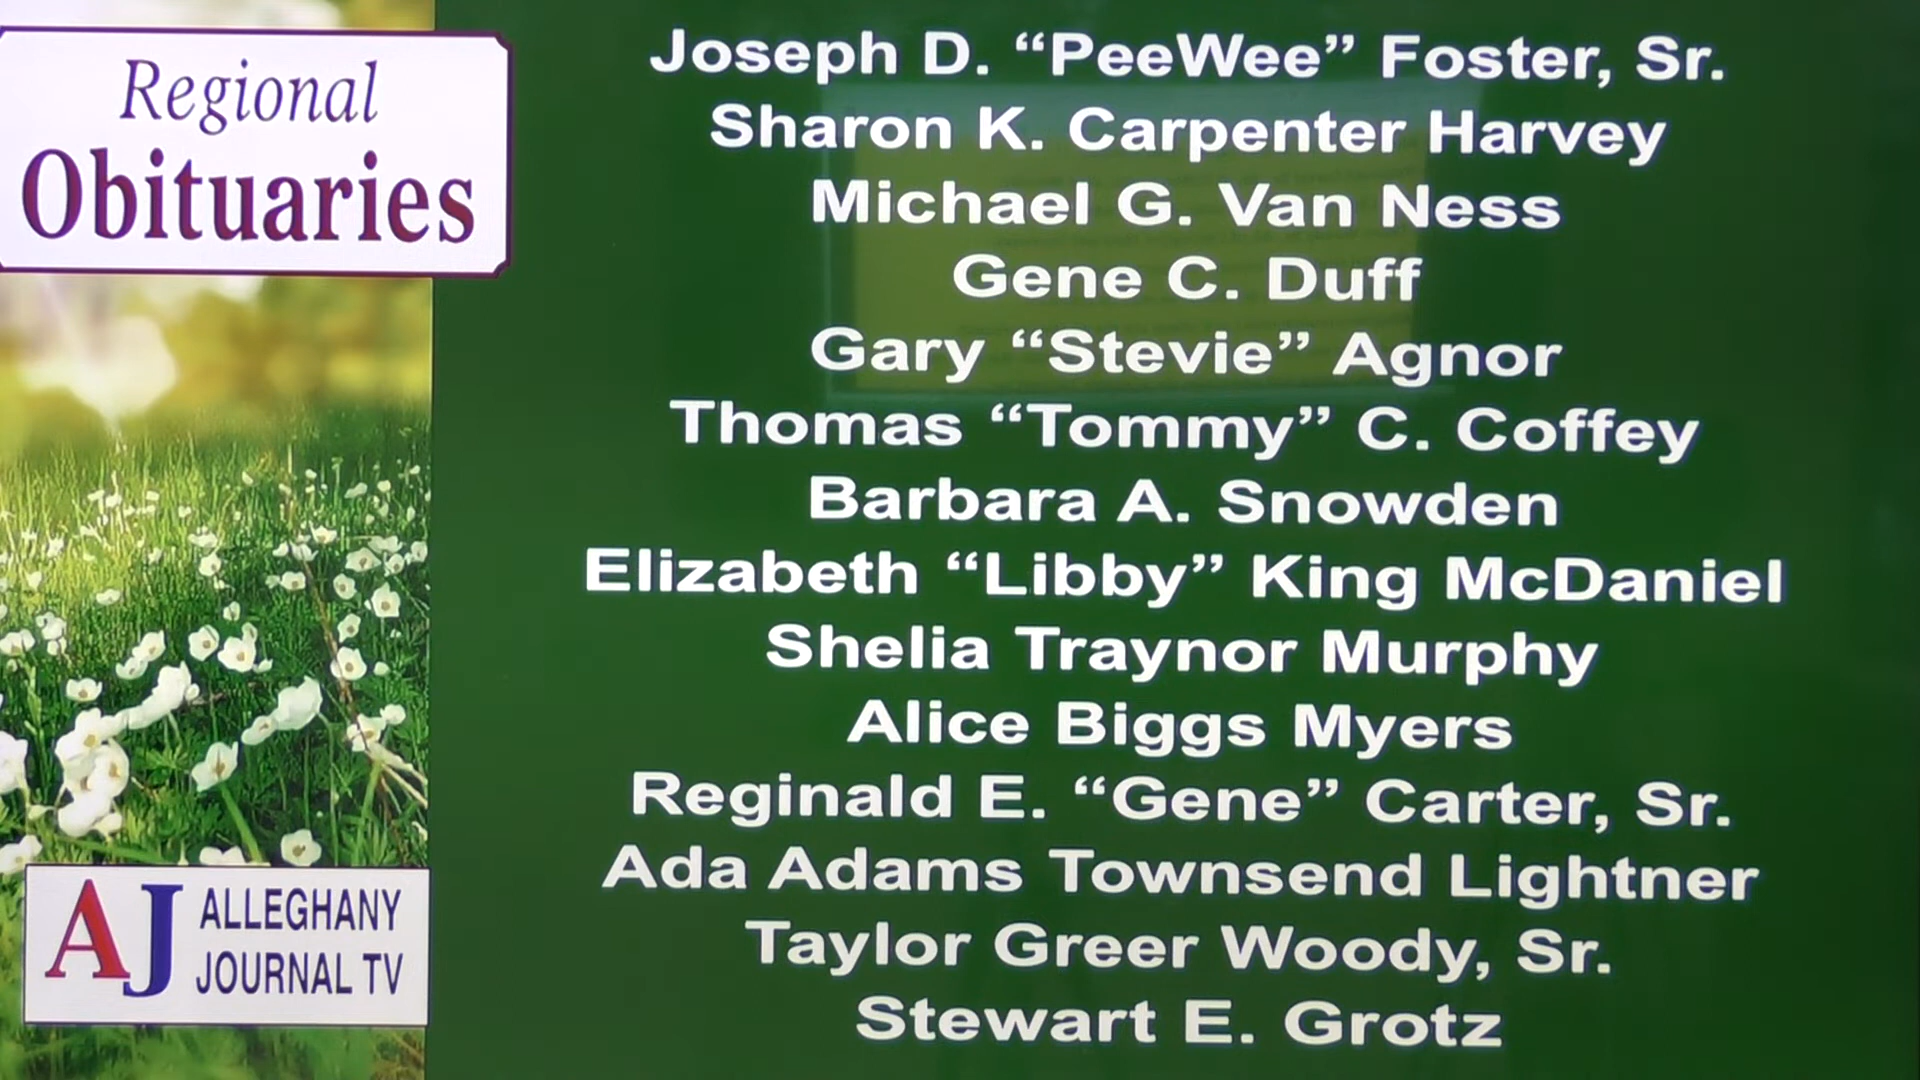 Regional
Obituaries
Joseph D. “PeeWee” Foster, Sr.
Sharon K. Carpenter Harvey
Michael G. Van Ness
Gene C. Duff
Gary “Stevie” Agnor
Thomas “Tommy” C. Coffey
Barbara A. Snowden
Elizabeth “Libby” King McDaniel
Shelia Traynor Murphy
Alice Biggs Myers
Reginald E. “Gene” Carter, Sr.
Ada Adams Townsend Lightner
Taylor Greer Woody, Sr.
Stewart E. Grotz
AJ ALLEGHANY
JOURNAL TV